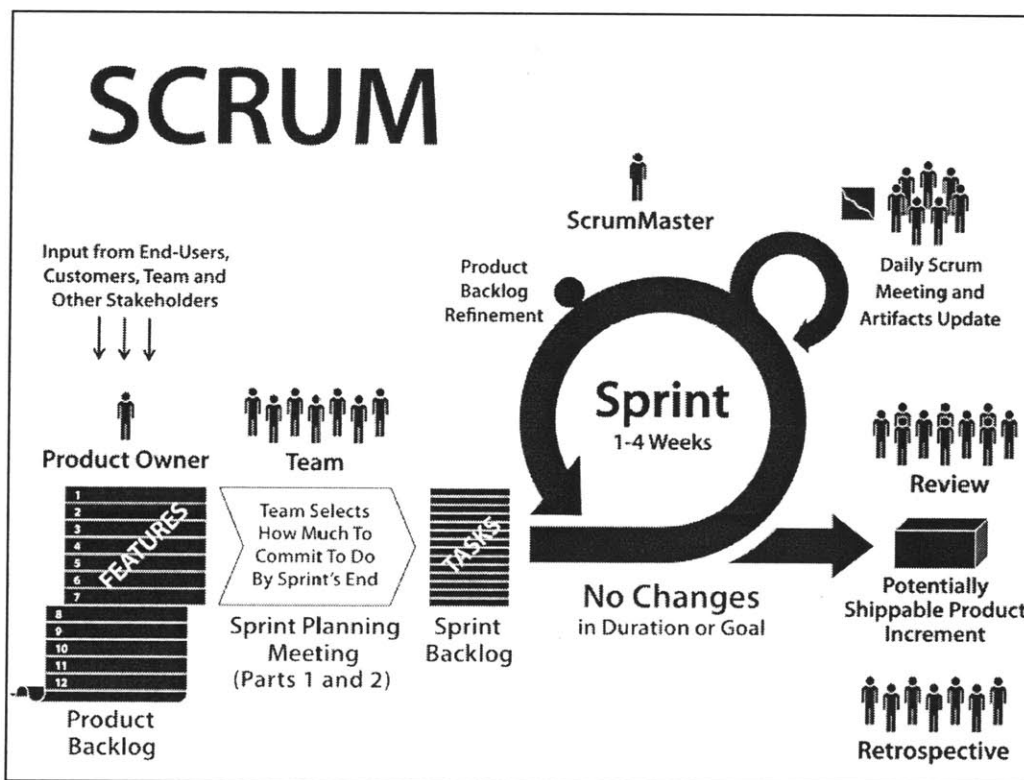 SCRUM
Input from End-Users,
Customers, Team and
Other Stakeholders
Product Owner
1
2
3
4
5
6
7
FEATURES
8
9
10
11
12
Product
Backlog
Team
Team Selects
How Much To
Commit To Do
By Sprint's End
Sprint Planning
Meeting
(Parts 1 and 2)
TASKS
Sprint
Backlog
Product
Backlog
Refinement
ScrumMaster
Sprint
1-4 Weeks
No Changes
in Duration or Goal
Daily Scrum
Meeting and
Artifacts Update
Review
Potentially
Shippable Product
Increment
Retrospective